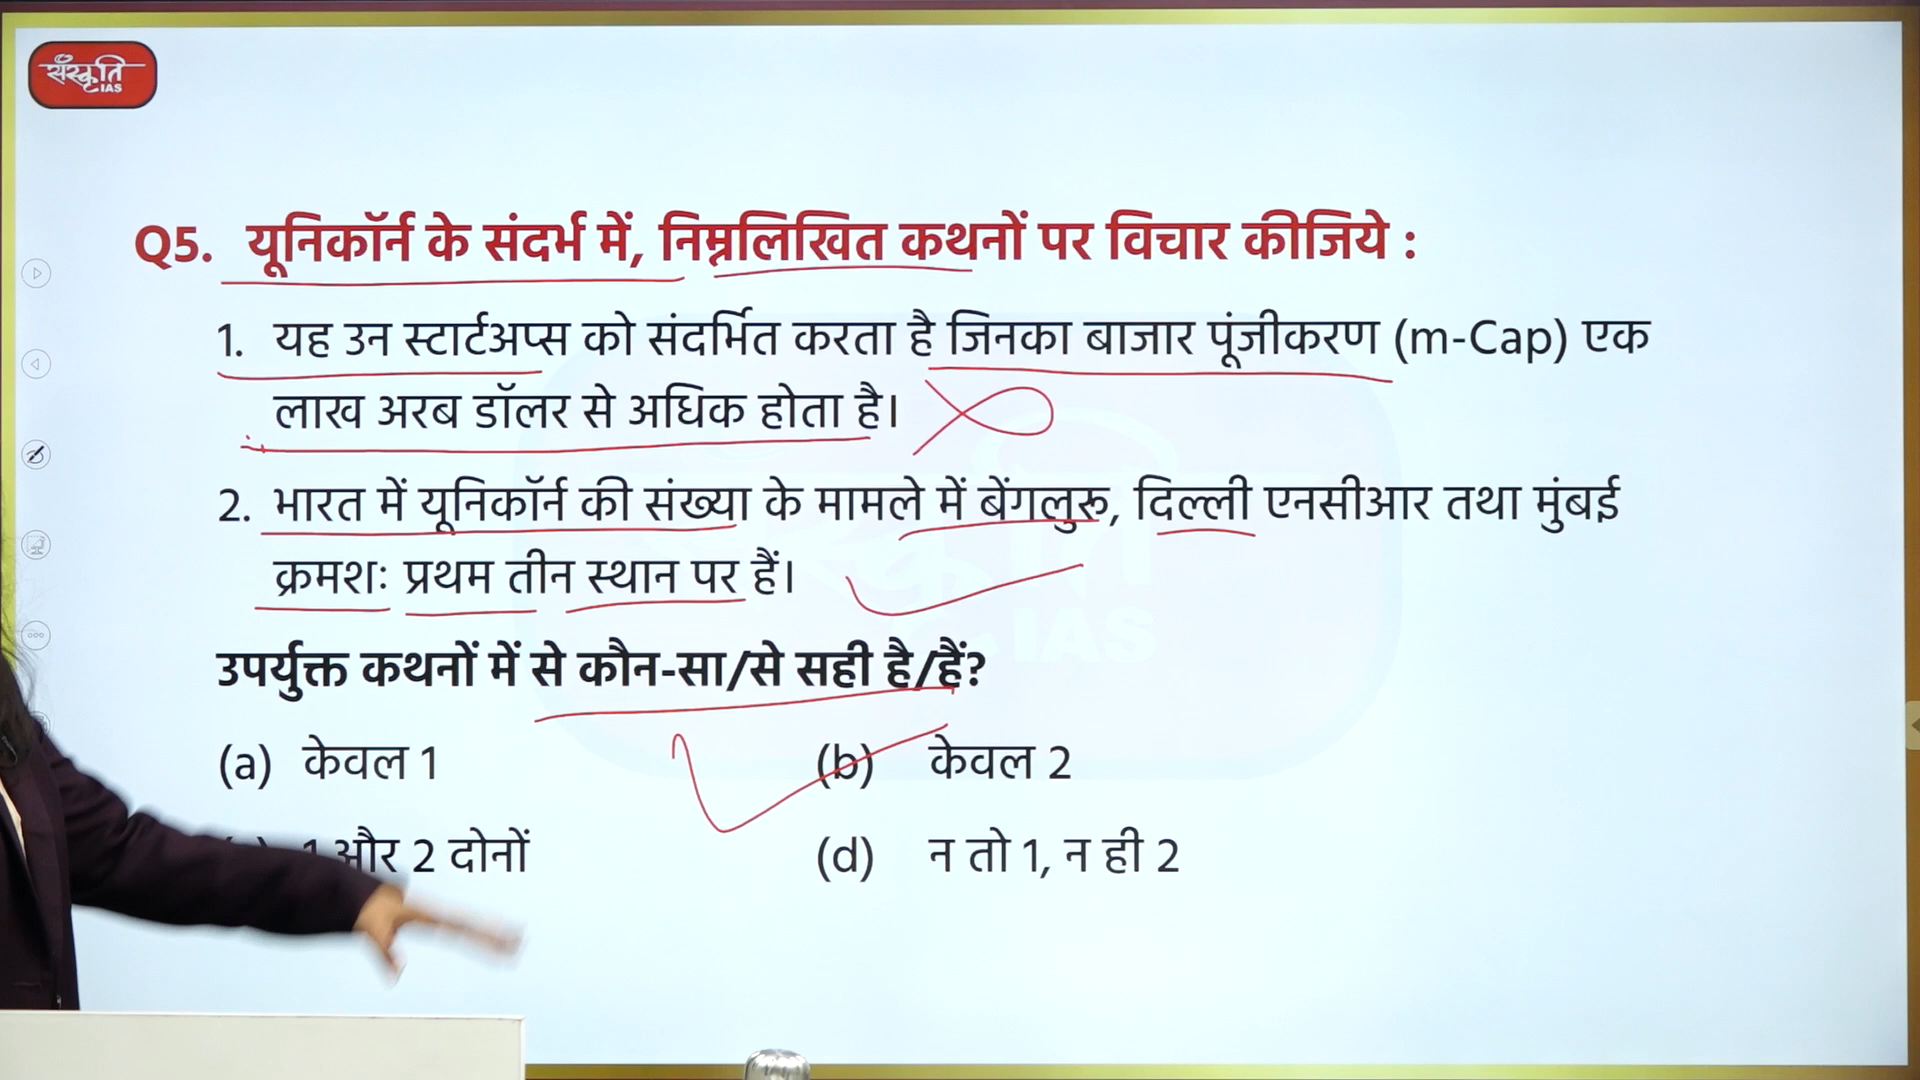 संस्कृति
IAS
Q5. यूनिकॉर्न के संदर्भ में, निम्नलिखित कथनों पर विचार कीजिये :
1. यह उन स्टार्टअप्स को संदर्भित करता है जिनका बाजार पूंजीकरण (m-Cap) एक
लाख अरब डॉलर से अधिक होता है।
2. भारत में यूनिकॉर्न की संख्या के मामले में बेंगलुरु, दिल्ली एनसीआर तथा मुंबई
क्रमशः प्रथम तीन स्थान पर हैं।
IAS
उपर्युक्त कथनों में से कौन-सा/से सही है/हैं?
(a) केवल 1
(b) केवल 2
1 और 2 दोनों
(d) न तो 1, न ही 2